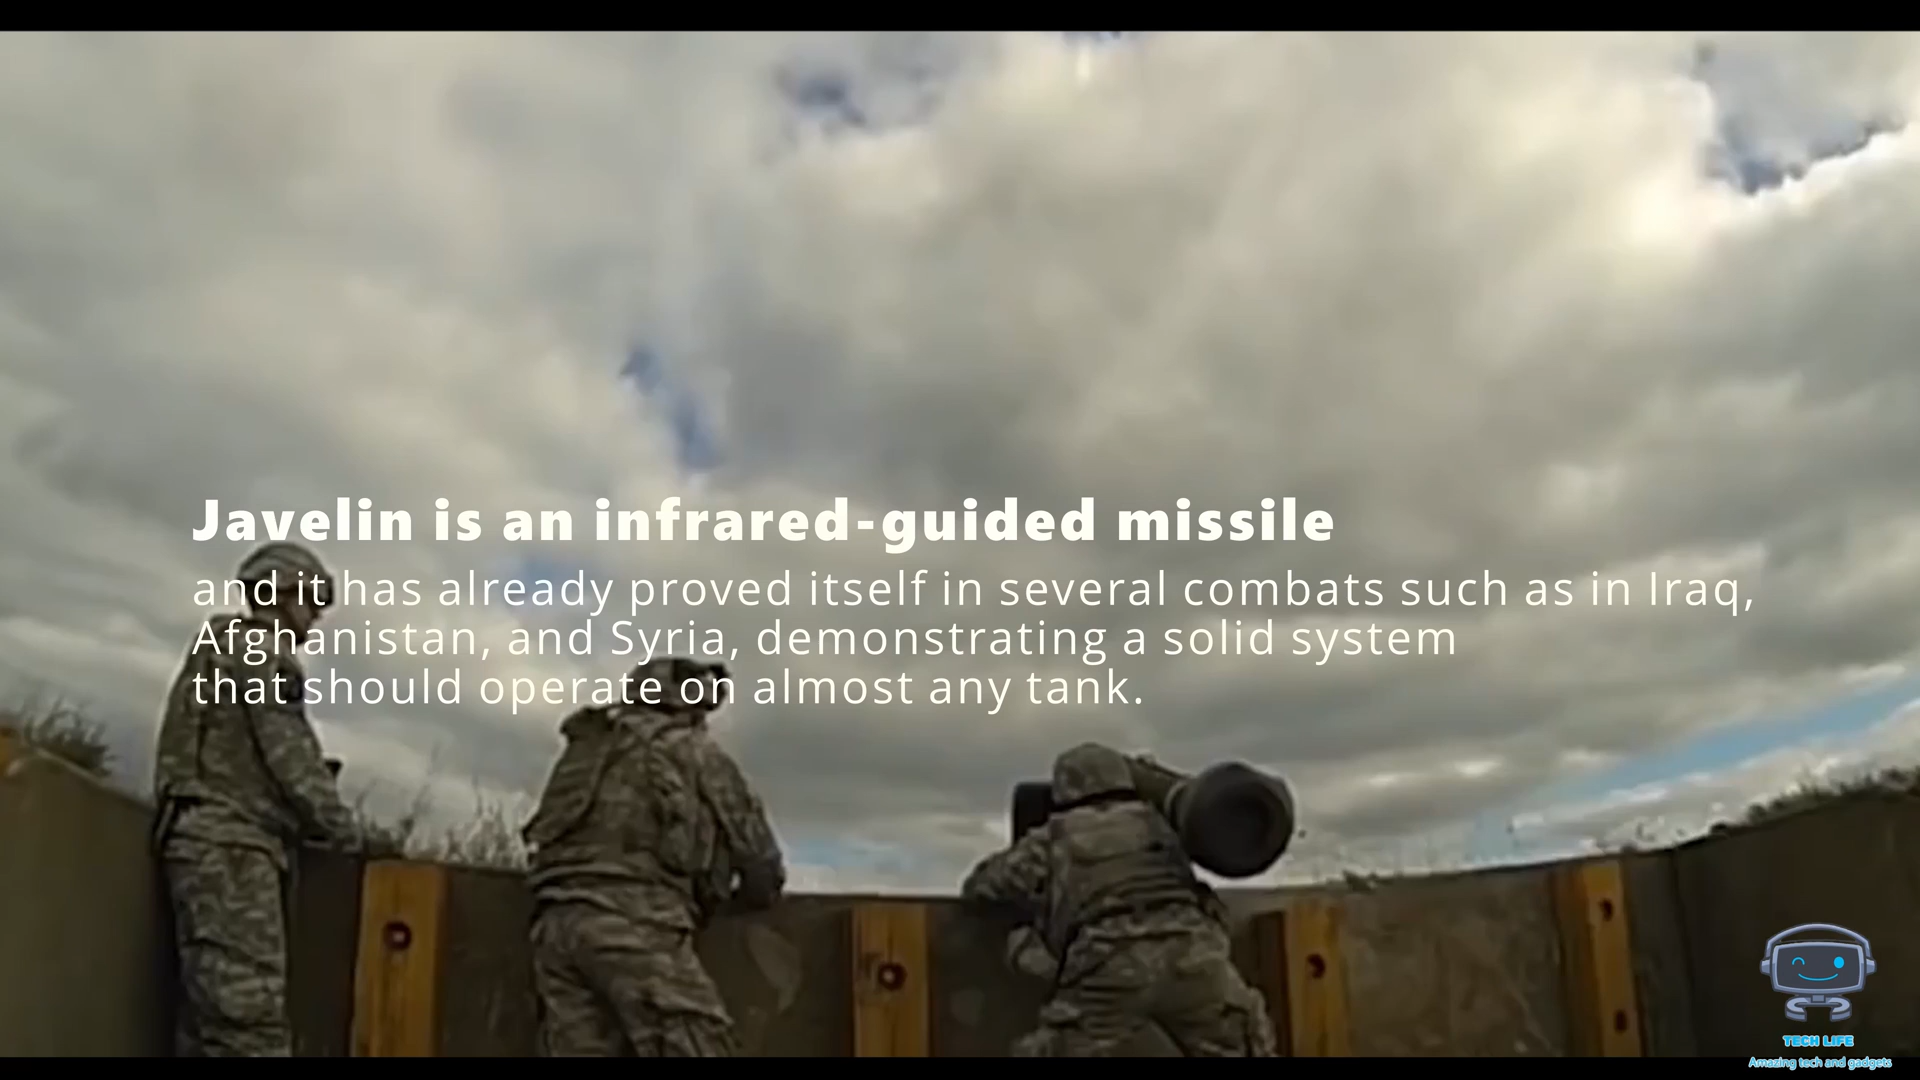 Javelin is an infrared-guided missile
and it has already proved itself in several combats such as in Iraq,
Afghanistan, and Syria, demonstrating a solid system
that should operate on almost any tank.
TECH LIFE
Amazing tech and gadgets